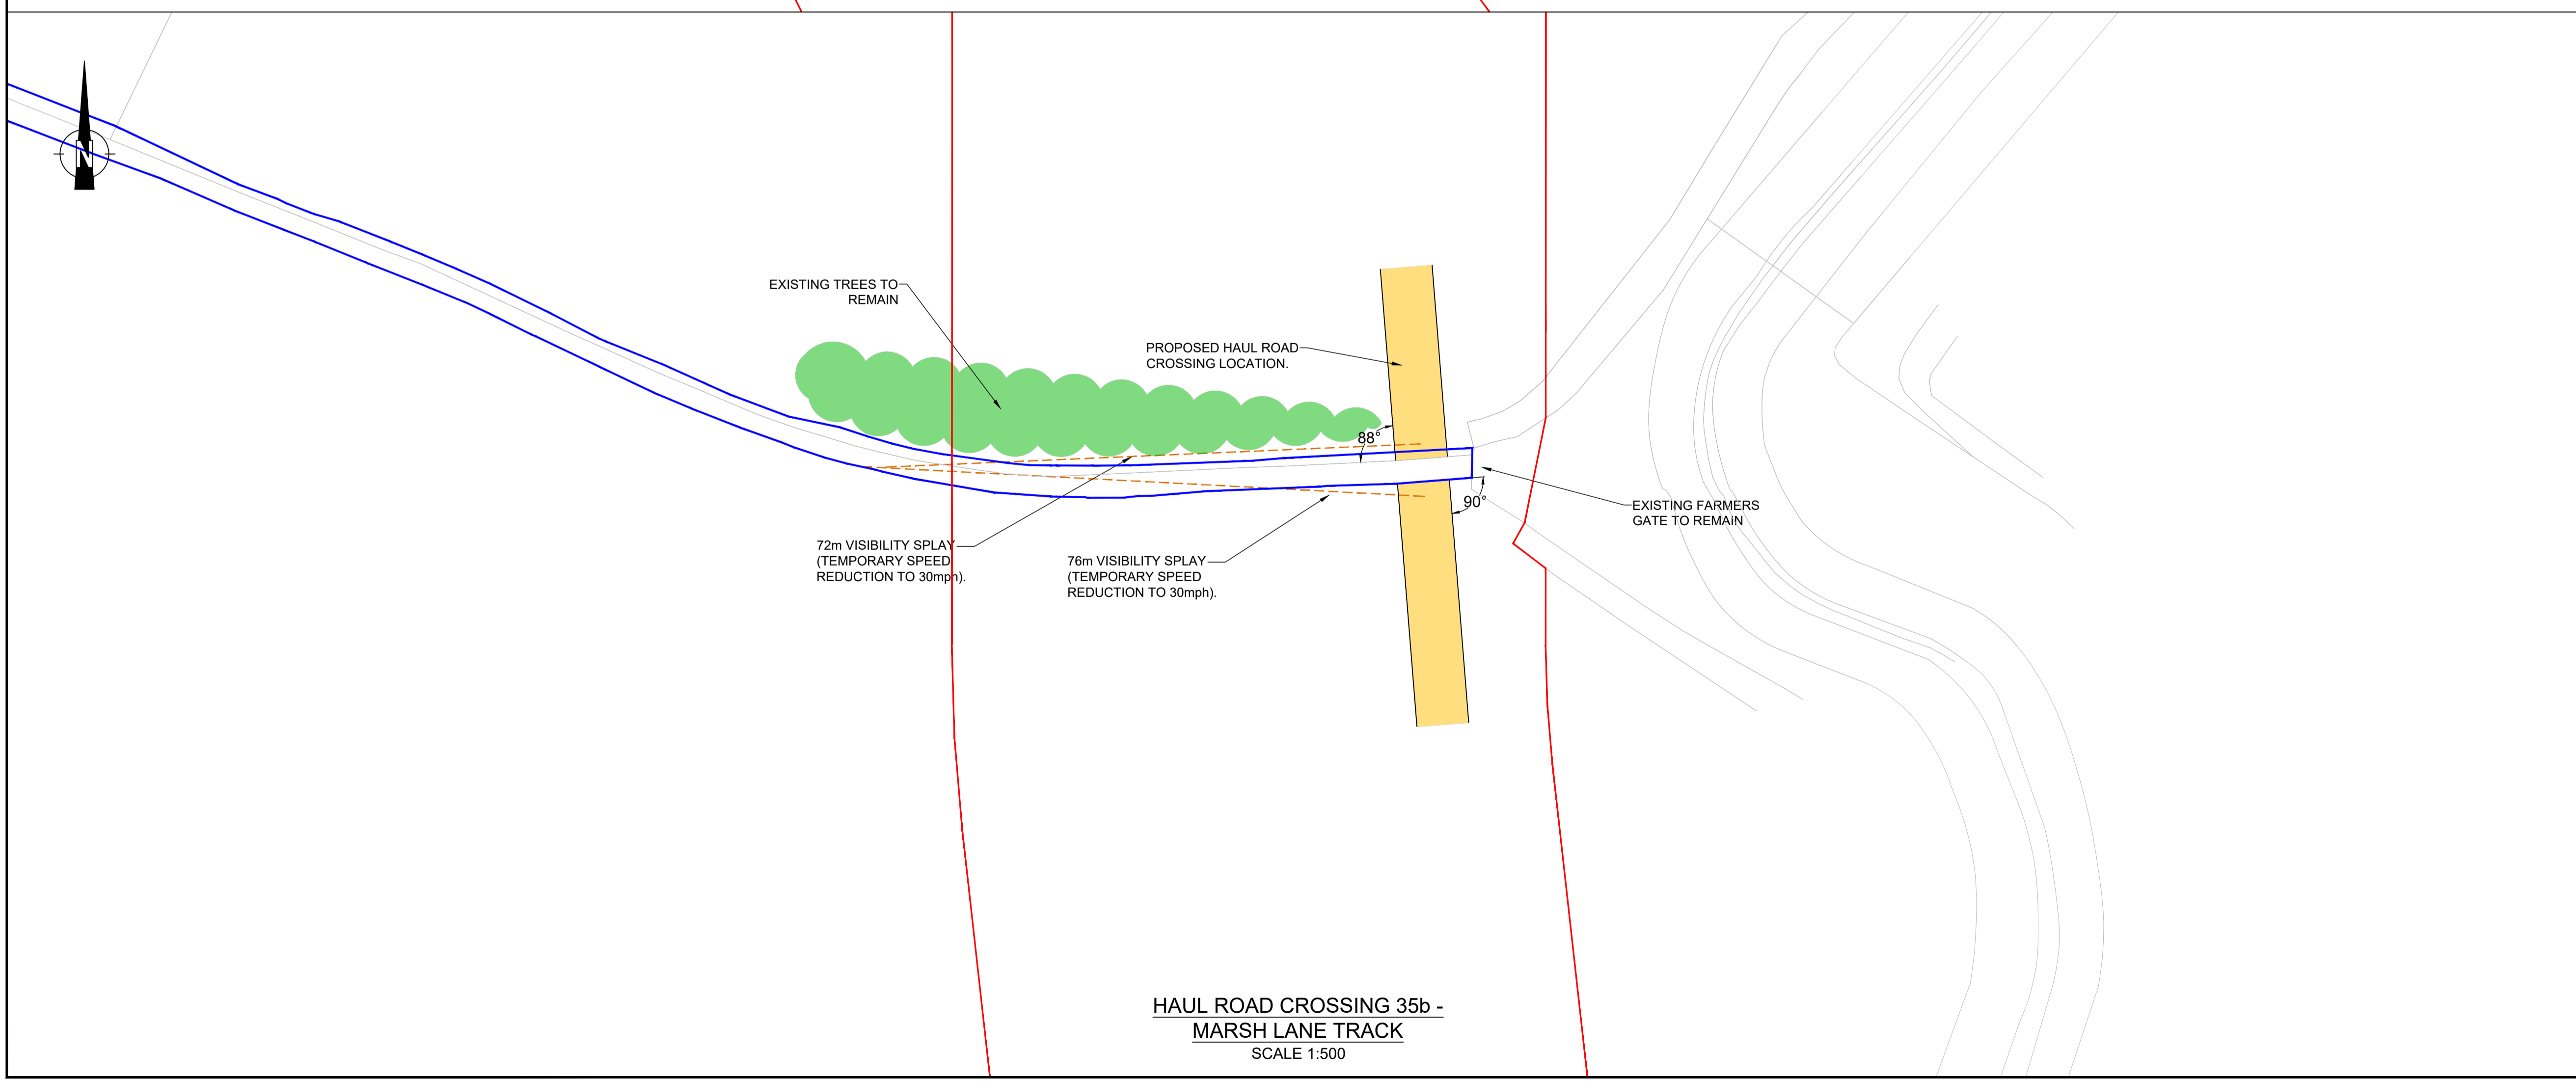 N
EXISTING TREES TO
REMAIN
PROPOSED HAUL ROAD
CROSSING LOCATION.
88°
90°
EXISTING FARMERS
GATE TO REMAIN
72m VISIBILITY SPLAY
(TEMPORARY SPEED
REDUCTION TO 30mph).
76m VISIBILITY SPLAY
(TEMPORARY SPEED
REDUCTION TO 30mph).
HAUL ROAD CROSSING 35b -
MARSH LANE TRACK
SCALE 1:500